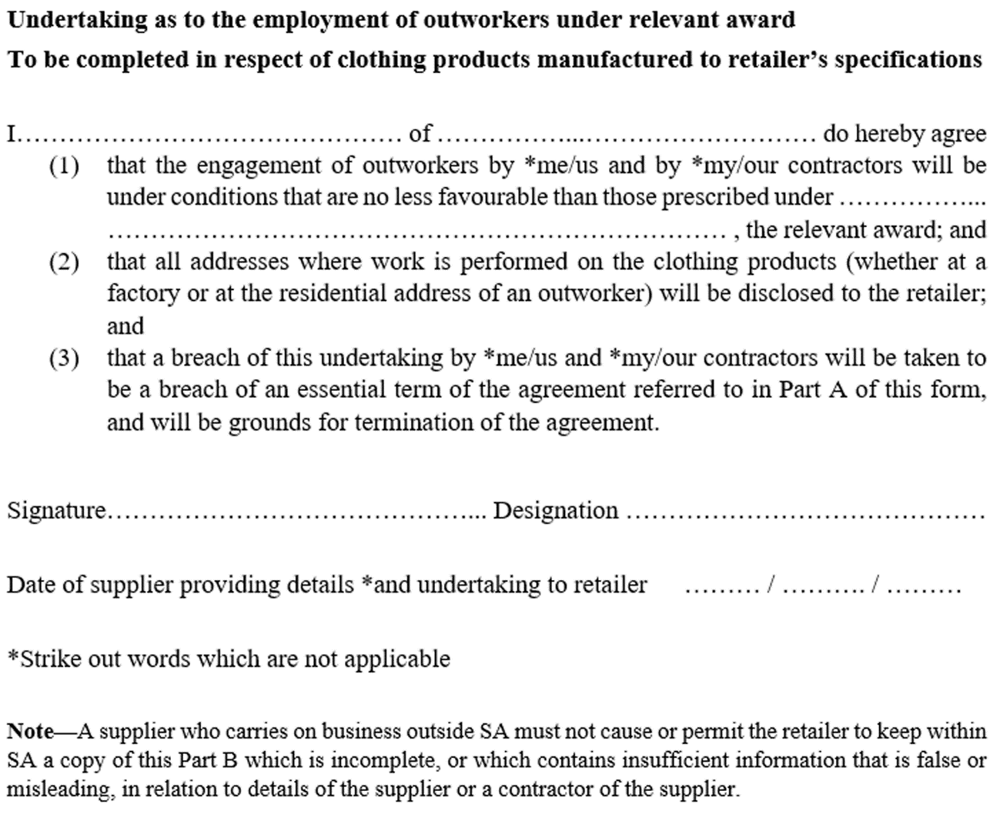 Undertaking as to the employment of outworkers under relevant award
To be completed in respect of clothing products manufactured to retailer’s specifications
I…………………………………………… of ……………...………………………… do hereby agree
(1) that the engagement of outworkers by *me/us and by *my/our contractors will be
under conditions that are no less favourable than those prescribed under ……………...
……………………………………………………………………… , the relevant award; and
(2) that all addresses where work is performed on the clothing products (whether at a
factory or at the residential address of an outworker) will be disclosed to the retailer;
and
(3) that a breach of this undertaking by *me/us and *my/our contractors will be taken to
be a breach of an essential term of the agreement referred to in Part A of this form,
and will be grounds for termination of the agreement.
Signature……………………………………... Designation ……………………………………
Date of supplier providing details *and undertaking to retailer ……… / ………. / ………
*Strike out words which are not applicable
Note—A supplier who carries on business outside SA must not cause or permit the retailer to keep within
SA a copy of this Part B which is incomplete, or which contains insufficient information that is false or
misleading, in relation to details of the supplier or a contractor of the supplier.